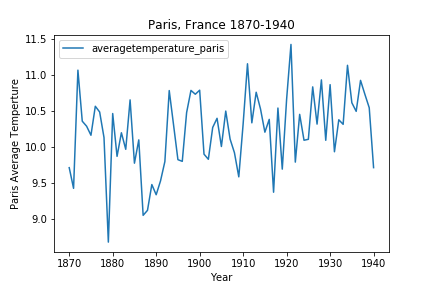 Paris, France 1870-1940
averagetemperature_paris
11.5
11.0
10.5
10.0
9.5
9.0
Paris Average Temperture
1870 1880 1890 1900 1910 1920 1930 1940
Year